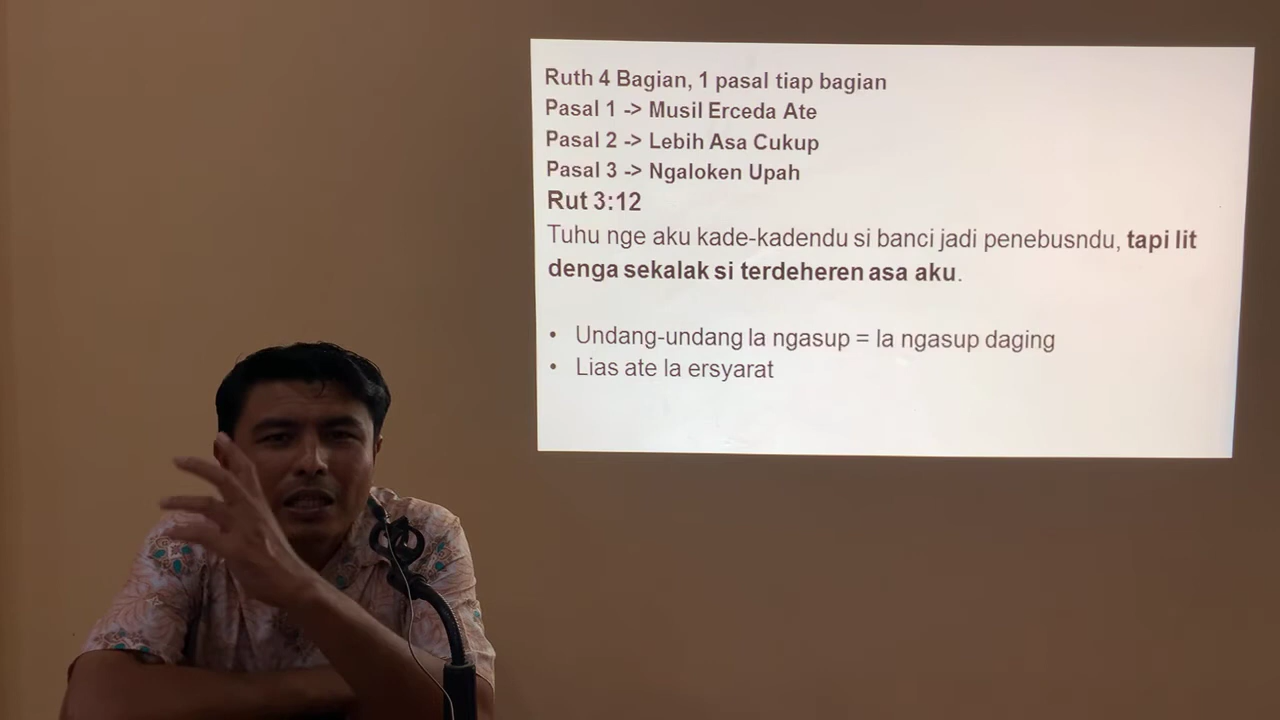 Ruth 4 Bagian, 1 pasal tiap bagian
Pasal 1 -> Musil Erceda Ate
Pasal 2 -> Lebih Asa Cukup
Pasal 3 -> Ngaloken Upah
Rut 3:12
Tuhu nge aku kade-kadendu si banci jadi penebusndu, tapi lit
denga sekalak si terdeheren asa aku.
• Undang-undang la ngasup = la ngasup daging
• Lias ate la ersyarat